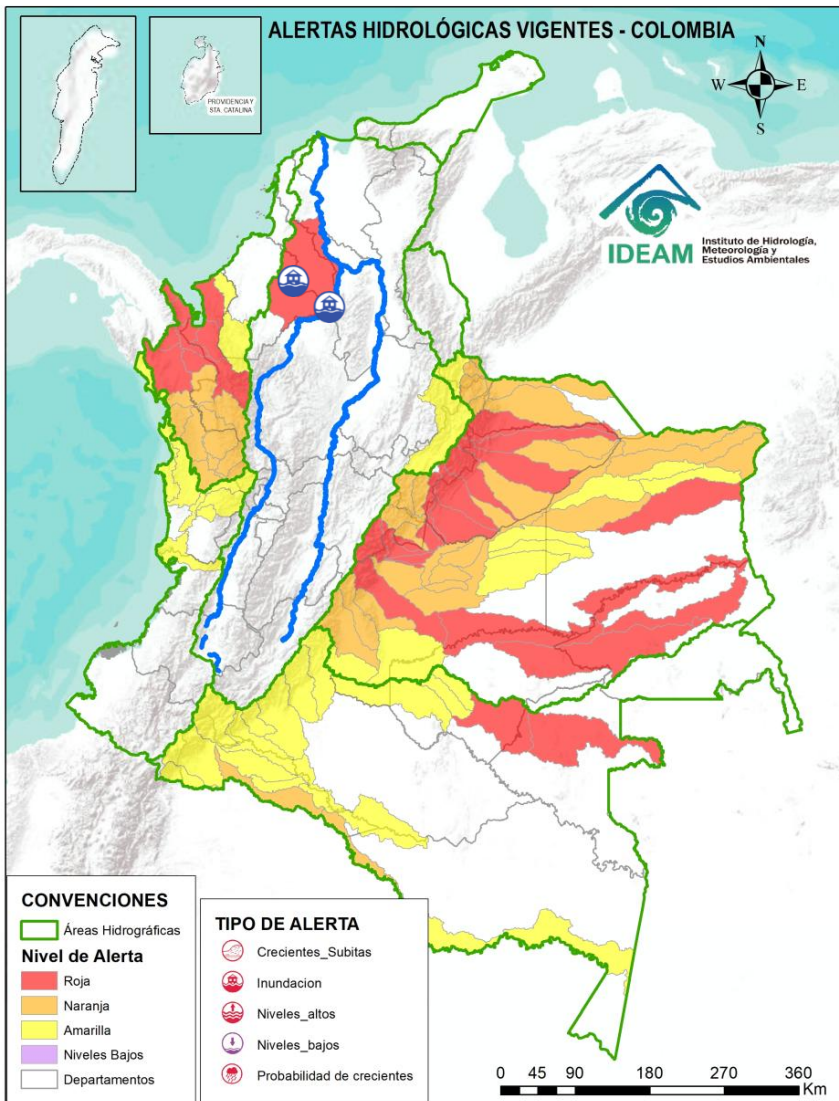 ALERTAS HIDROLÓGICAS VIGENTES - COLOMBIA
PROVIDENCIA Y
STA. CATALINA
N
W
E
S
IDEAM
Instituto de Hidrología,
Meteorología y
Estudios Ambientales
CONVENCIONES
Áreas Hidrográficas
Nivel de Alerta
Roja
Naranja
Amarilla
Niveles Bajos
Departamentos
TIPO DE ALERTA
Crecientes_Subitas
Inundacion
Niveles_altos
Niveles_bajos
Probabilidad de crecientes
0 45 90 180 270 360
Km